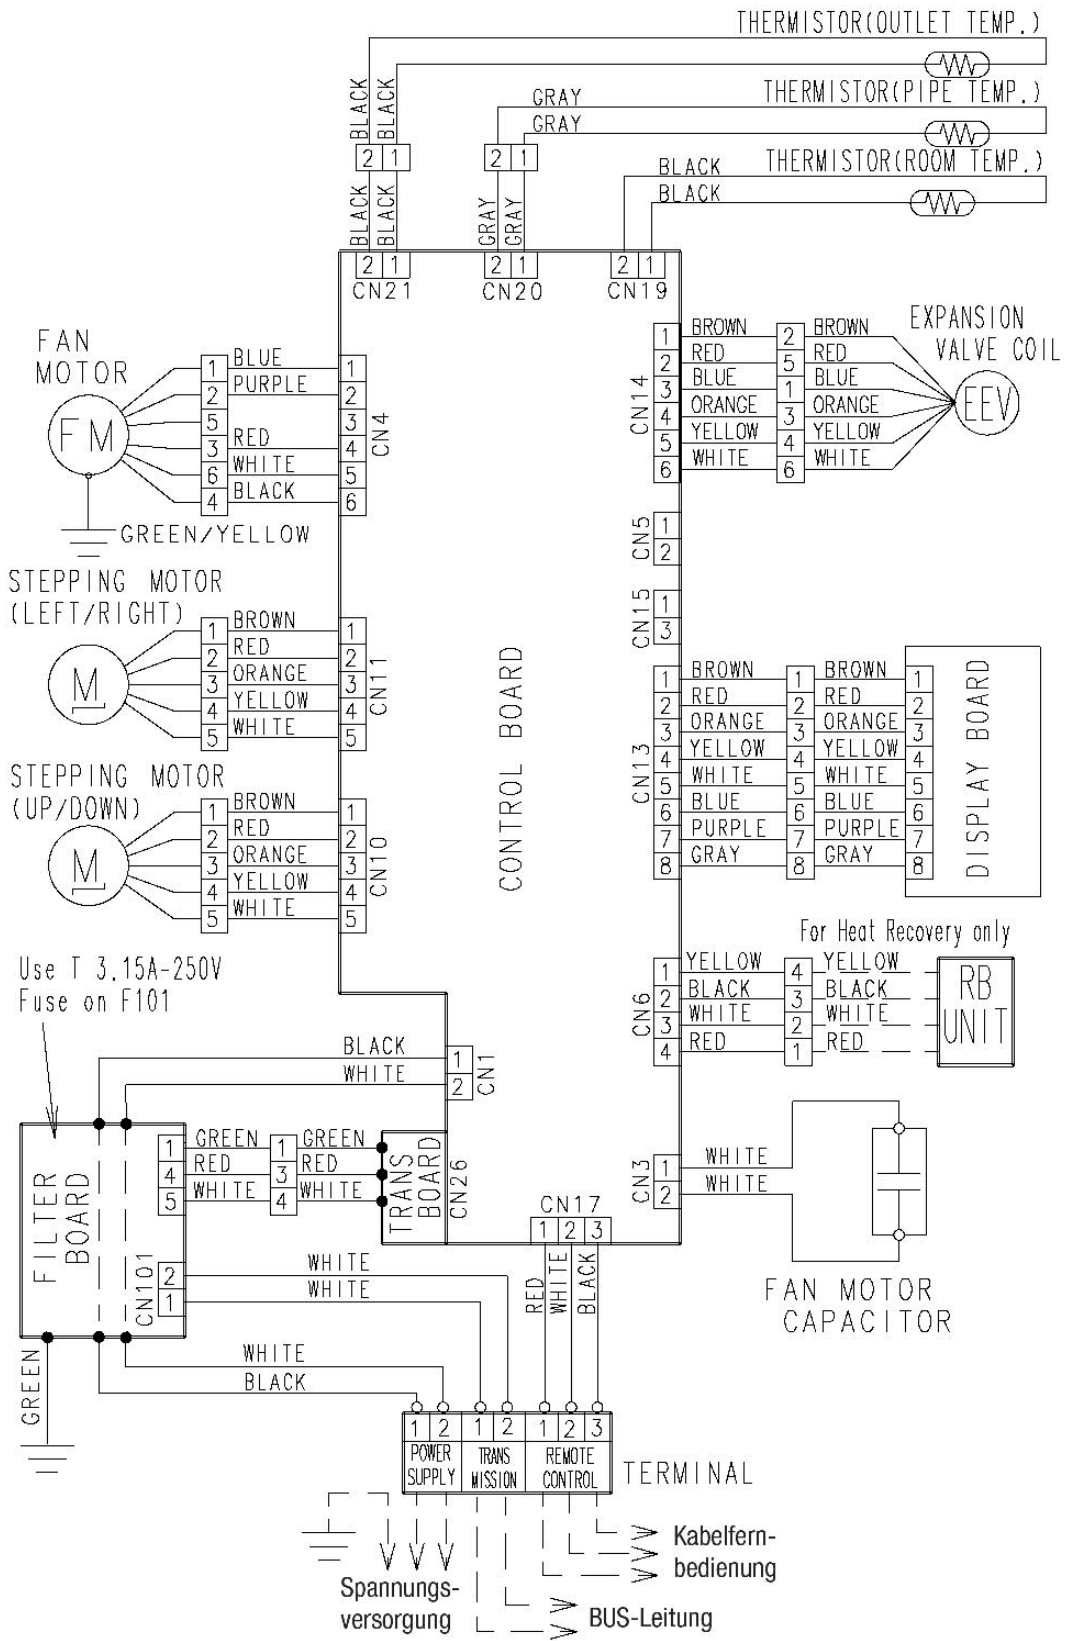 THERMISTOR(OUTLET TEMP.)
BLACK
BLACK
THERMISTOR(PIPE TEMP.)
GRAY
GRAY
THERMISTOR(ROOM TEMP.)
BLACK
BLACK
2 1
2 1
BLACK
BLACK
GRAY
GRAY
2 1
CN21
2 1
CN20
2 1
CN19
FAN
MOTOR
FM
1 BLUE 1
2 PURPLE 2
5 3
3 RED 4
6 WHITE 5
4 BLACK 6
CN4
GREEN/YELLOW
EXPANSION
VALVE COIL
EEV
CN14
1 BROWN 2 BROWN
2 RED 5 RED
3 BLUE 1 BLUE
4 ORANGE 3 ORANGE
5 YELLOW 4 YELLOW
6 WHITE 6 WHITE
CN5
1
2
CN15
1
3
STEPPING MOTOR
(LEFT/RIGHT)
M
1 BROWN 1
2 RED 2
3 ORANGE 3
4 YELLOW 4
5 WHITE 5
CN11
CONTROL BOARD
CN13
1 BROWN 1 BROWN 1
2 RED 2 RED 2
3 ORANGE 3 ORANGE 3
4 YELLOW 4 YELLOW 4
5 WHITE 5 WHITE 5
6 BLUE 6 BLUE 6
7 PURPLE 7 PURPLE 7
8 GRAY 8 GRAY 8
DISPLAY BOARD
STEPPING MOTOR
(UP/DOWN)
M
1 BROWN 1
2 RED 2
3 ORANGE 3
4 YELLOW 4
5 WHITE 5
CN10
For Heat Recovery only
CN6
1 YELLOW 4 YELLOW
2 BLACK 3 BLACK
3 WHITE 2 WHITE
4 RED 1 RED
RB
UNIT
Use T 3.15A-250V
Fuse on F101
BLACK 1
WHITE 2
CN1
FILTER
BOARD
1 GREEN 1 GREEN
4 RED 3 RED
5 WHITE 4 WHITE
TRANS
BOARD
CN26
CN3
1 WHITE
2 WHITE
FAN MOTOR
CAPACITOR
CN17
1 2 3
RED
WHITE
BLACK
CN101
2 WHITE
1 WHITE
WHITE
BLACK
GREEN
1 2 1 2 1 2 3
POWER
SUPPLY
TRANS
MISSION
REMOTE
CONTROL
TERMINAL
Kabelfern-
bedienung
Spannungs-
versorgung
BUS-Leitung